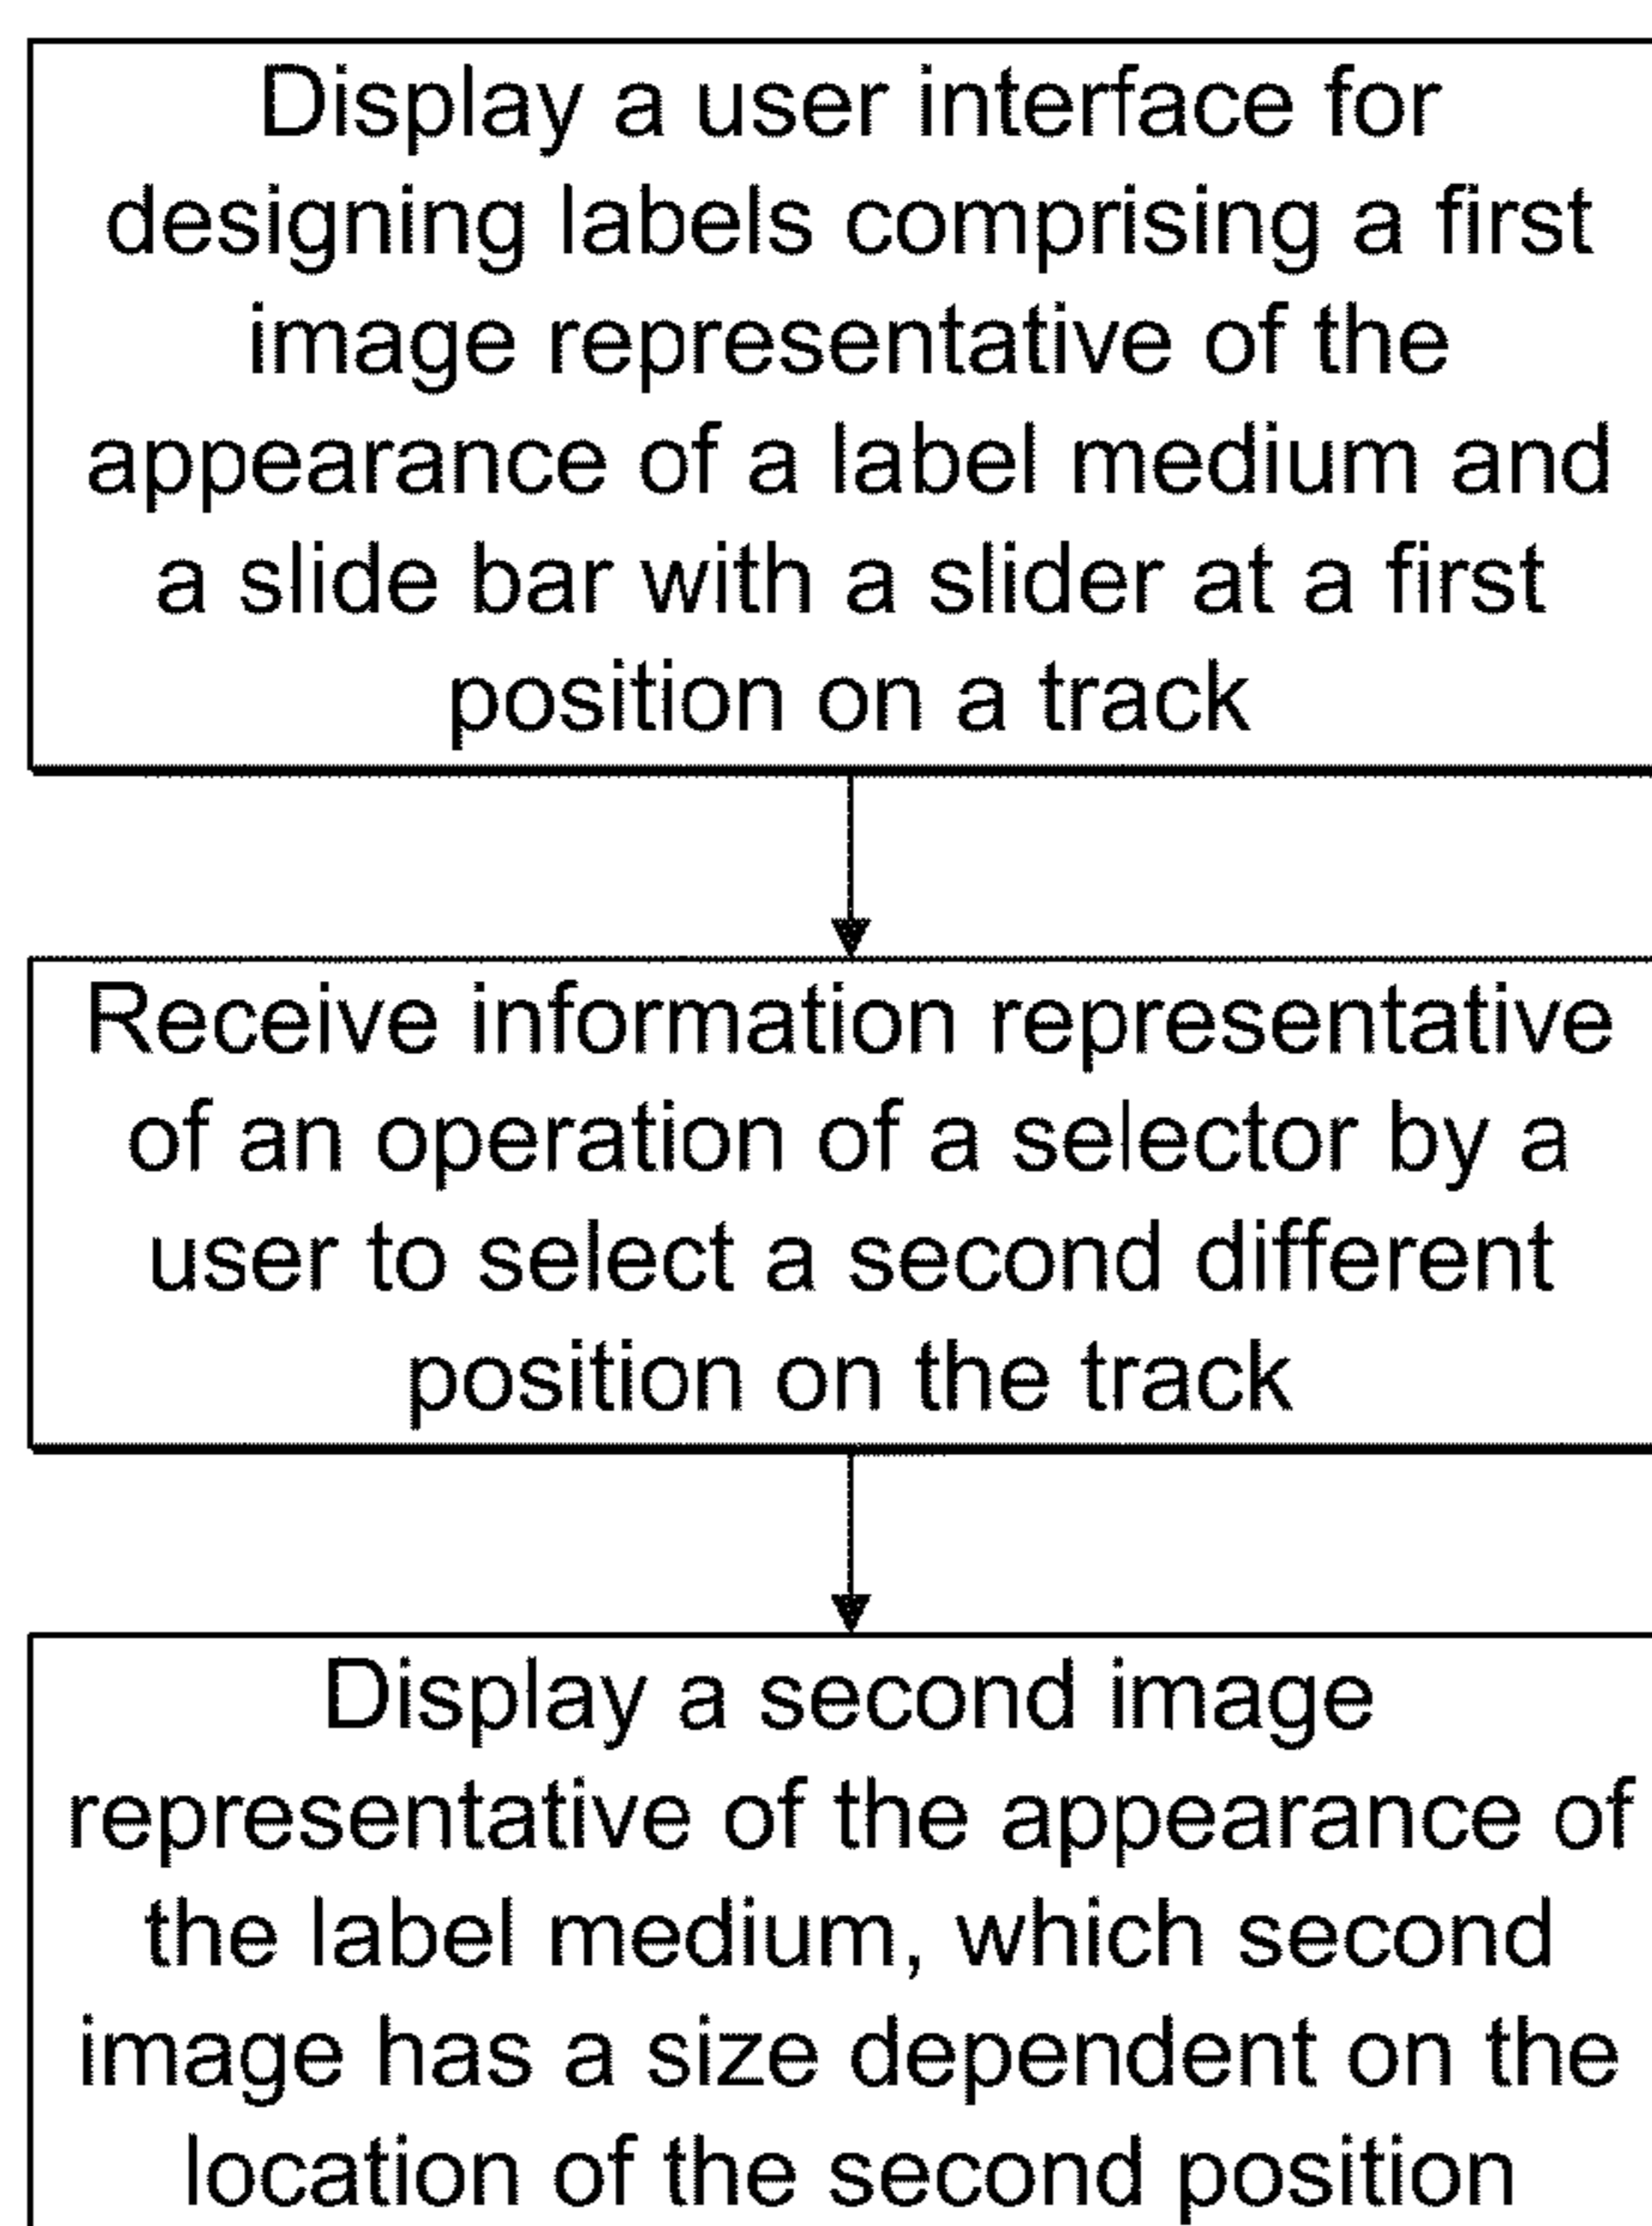 Display a user interface for
designing labels comprising a first
image representative of the
appearance of a label medium and
a slide bar with a slider at a first
position on a track
Receive information representative
of an operation of a selector by a
user to select a second different
position on the track
Display a second image
representative of the appearance of
the label medium, which second
image has a size dependent on the
location of the second position